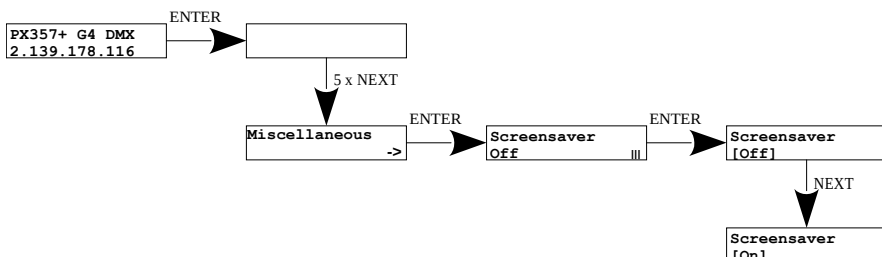 ENTER
PX357+ G4 DMX
2.139.178.116
5 x NEXT
Miscellaneous
->
ENTER
Screensaver
Off |||
ENTER
Screensaver
[Off]
NEXT
Screensaver
[On]